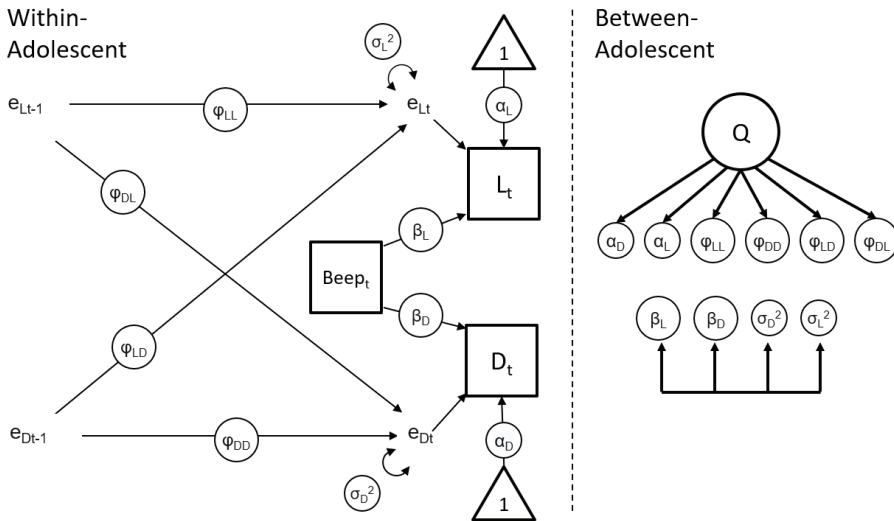 Within-
Adolescent
Between-
Adolescent
σL²
1
eLt-1
φLL
eLt
αL
Q
φDL
Lt
βL
αD
αL
φLL
φDD
φLD
φDL
Beept
βD
βL
βD
σD²
σL²
φLD
Dt
eDt-1
φDD
eDt
αD
σD²
1